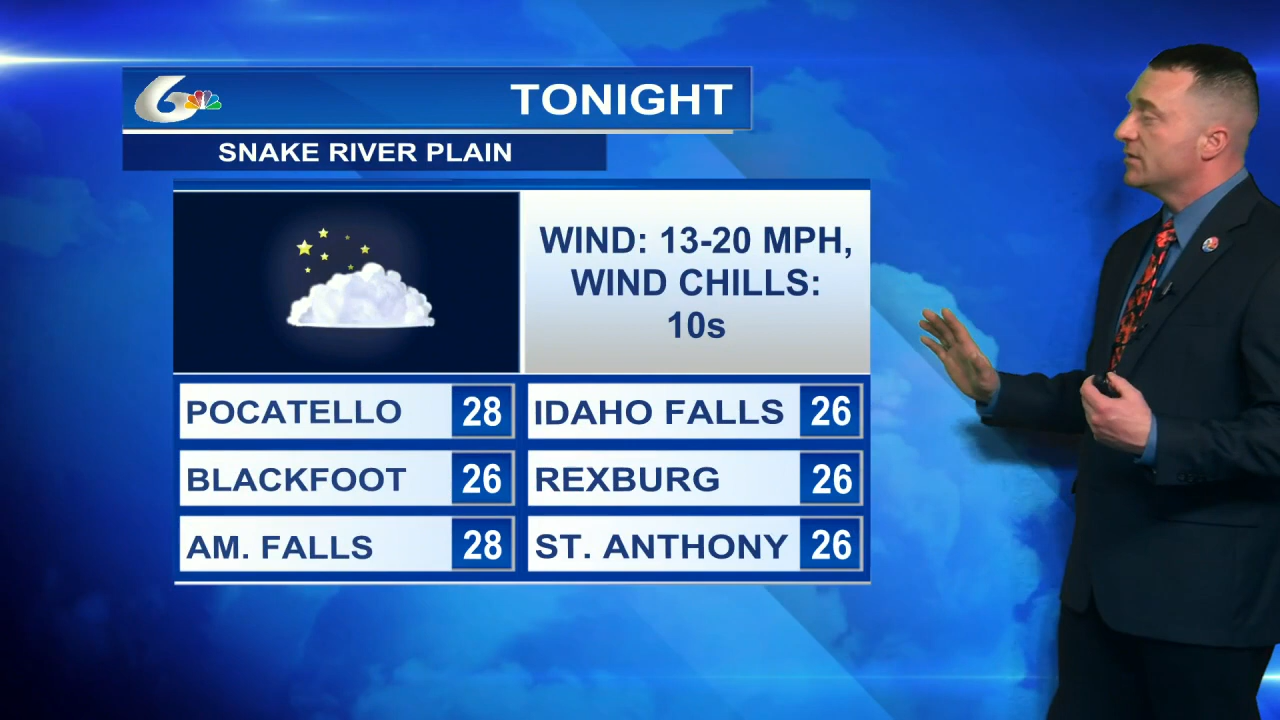 6
TONIGHT
SNAKE RIVER PLAIN
WIND: 13-20 MPH,
WIND CHILLS:
10s
POCATELLO 28
IDAHO FALLS 26
BLACKFOOT 26
REXBURG 26
AM. FALLS 28
ST. ANTHONY 26